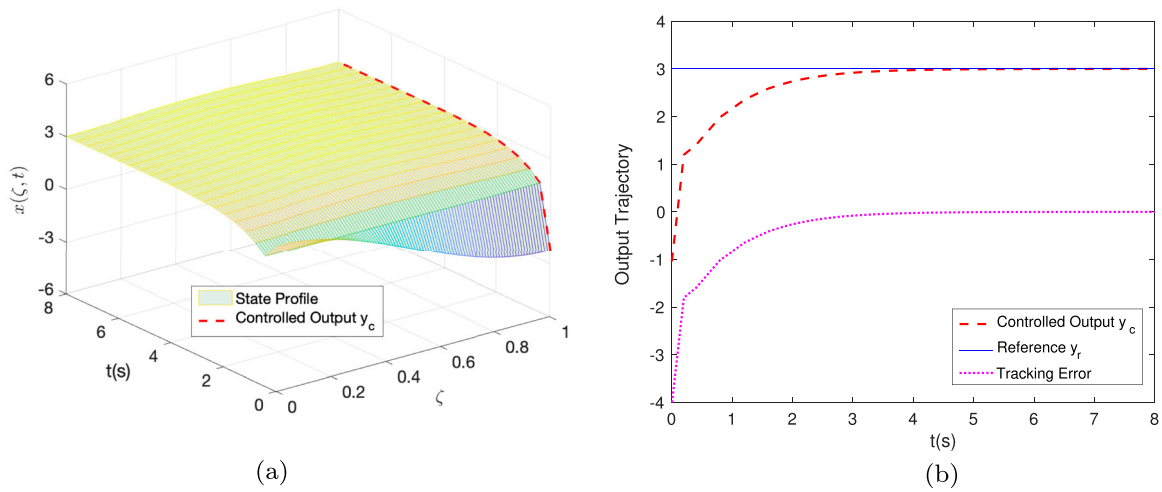 6
3
0
-3
-6
x(ζ, t)
8
6
4
2
0
t(s)
0
0.2
0.4
0.6
0.8
1
ζ
State Profile
Controlled Output y_c
(a)
4
3
2
1
0
-1
-2
-3
-4
Output Trajectory
0 1 2 3 4 5 6 7 8
t(s)
Controlled Output y_c
Reference y_r
Tracking Error
(b)